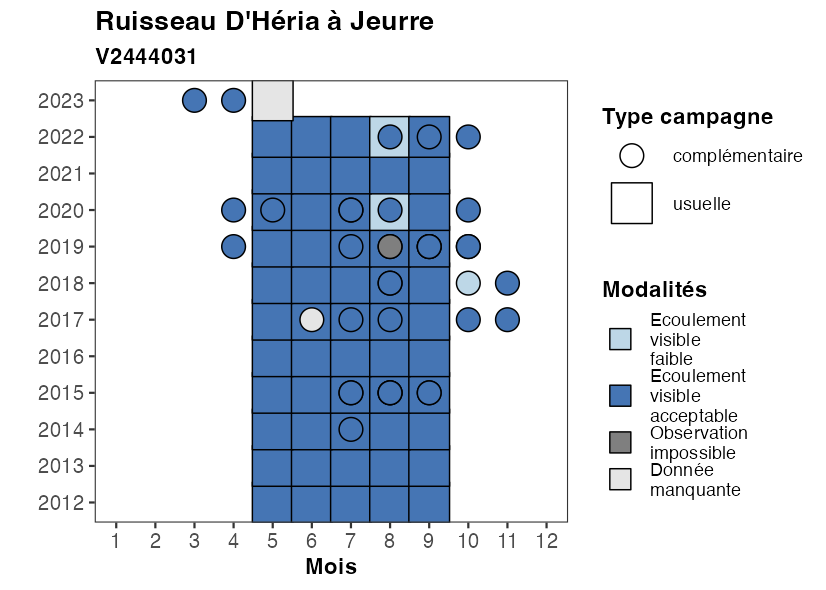 Ruisseau D'Héria à Jeurre
V2444031
2023
2022
2021
2020
2019
2018
2017
2016
2015
2014
2013
2012
1 2 3 4 5 6 7 8 9 10 11 12
Mois
Type campagne
complémentaire
usuelle
Modalités
Ecoulement
visible
faible
Ecoulement
visible
acceptable
Observation
impossible
Donnée
manquante